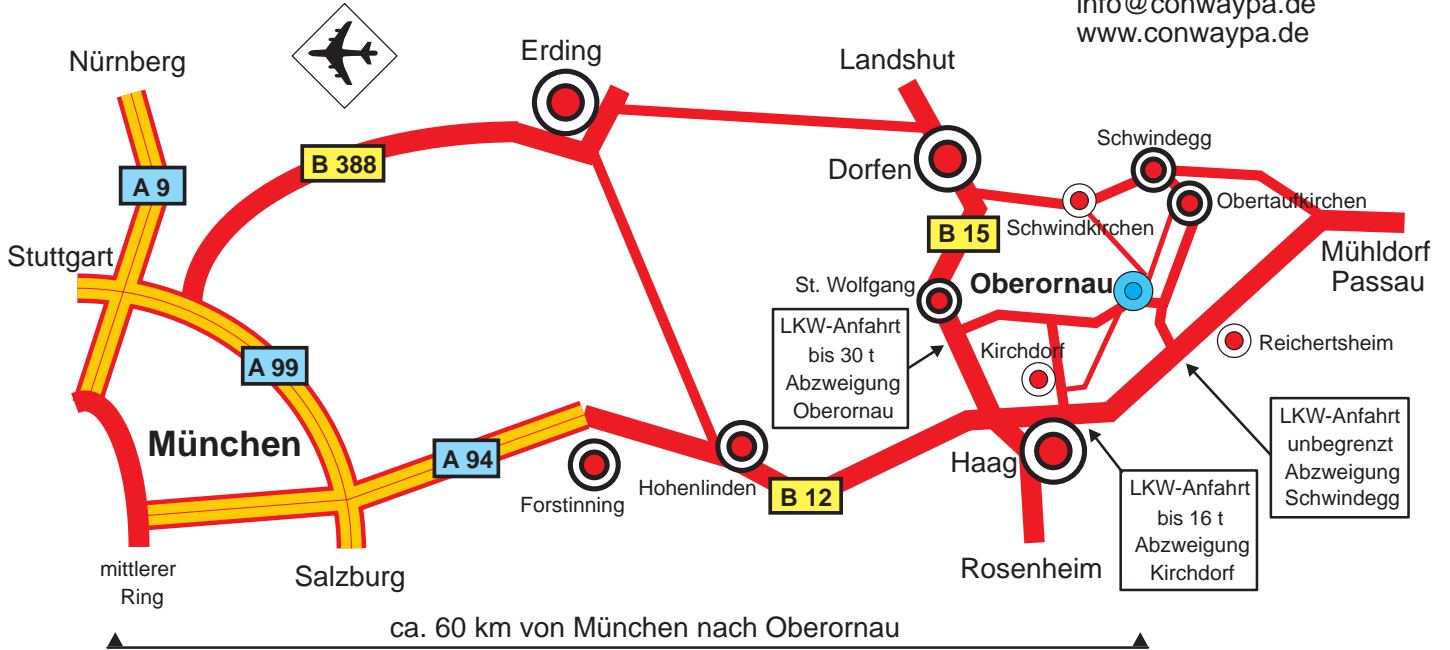 info@conwaypa.de
www.conwaypa.de
Nürnberg
Erding
Landshut
Schwindegg
B 388
Dorfen
A 9
Obertaufkirchen
B 15
Schwindkirchen
Stuttgart
Mühldorf
Passau
St. Wolfgang
Oberornau
LKW-Anfahrt
bis 30 t
Abzweigung
Oberornau
Kirchdorf
Reichertsheim
A 99
München
A 94
Haag
LKW-Anfahrt
unbegrenzt
Abzweigung
Schwindegg
Forstinning
Hohenlinden
B 12
LKW-Anfahrt
bis 16 t
Abzweigung
Kirchdorf
mittlerer
Ring
Salzburg
Rosenheim
ca. 60 km von München nach Oberornau